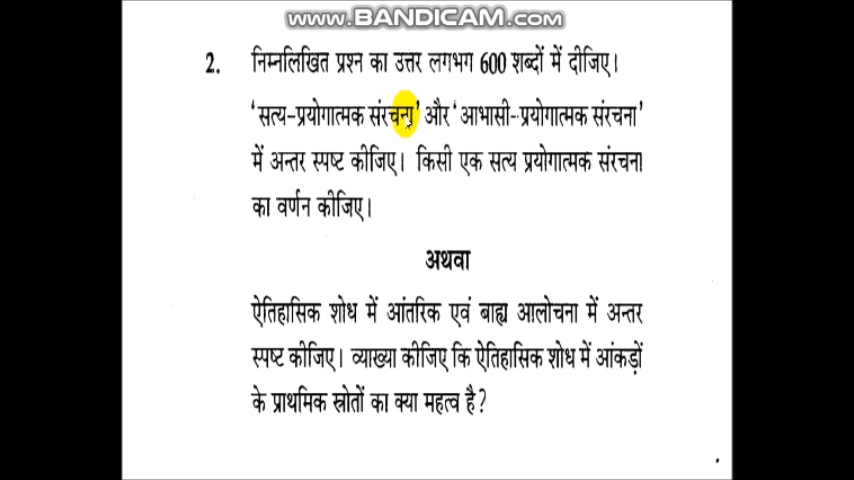 WWW.BANDICAM.COM
2. निम्नलिखित प्रश्न का उत्तर लगभग 600 शब्दों में दीजिए।
'सत्य-प्रयोगात्मक संरचना' और 'आभासी-प्रयोगात्मक संरचना'
में अन्तर स्पष्ट कीजिए। किसी एक सत्य प्रयोगात्मक संरचना
का वर्णन कीजिए।
अथवा
ऐतिहासिक शोध में आंतरिक एवं बाह्य आलोचना में अन्तर
स्पष्ट कीजिए। व्याख्या कीजिए कि ऐतिहासिक शोध में आंकड़ों
के प्राथमिक स्रोतों का क्या महत्व है?